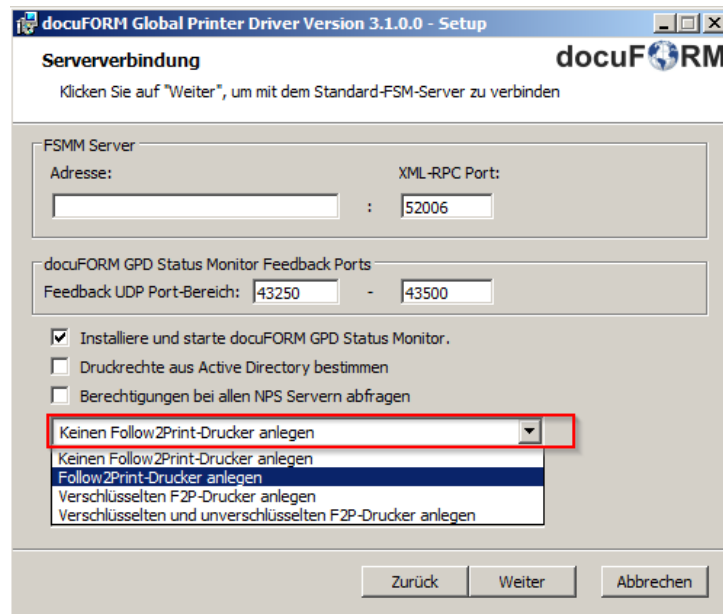 docuFORM Global Printer Driver Version 3.1.0.0 - Setup
Serververbindung
docuFORM
Klicken Sie auf "Weiter", um mit dem Standard-FSM-Server zu verbinden
FSMM Server
Adresse: XML-RPC Port:
: 52006
docuFORM GPD Status Monitor Feedback Ports
Feedback UDP Port-Bereich: 43250 - 43500
Installiere und starte docuFORM GPD Status Monitor.
Druckrechte aus Active Directory bestimmen
Berechtigungen bei allen NPS Servern abfragen
Keinen Follow2Print-Drucker anlegen
Keinen Follow2Print-Drucker anlegen
Follow2Print-Drucker anlegen
Verschlüsselten F2P-Drucker anlegen
Verschlüsselten und unverschlüsselten F2P-Drucker anlegen
Zurück Weiter Abbrechen